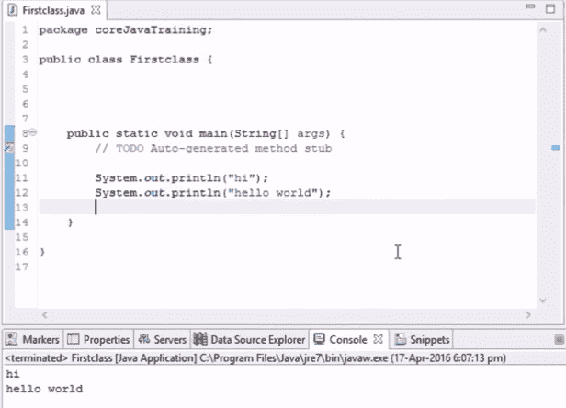 Firstclass.java
1 package coreJavaTraining;
2
3 public class Firstclass {
4
5
6
7
8 public static void main(String[] args) {
9 // TODO Auto-generated method stub
10
11 System.out.println("hi");
12 System.out.println("hello world");
13
14 }
15
16 }
17
Markers Properties Servers Data Source Explorer Console Snippets
<terminated> Firstclass [Java Application] C:\Program Files\Java\jre7\bin\javaw.exe (17-Apr-2016 6:07:13 pm)
hi
hello world